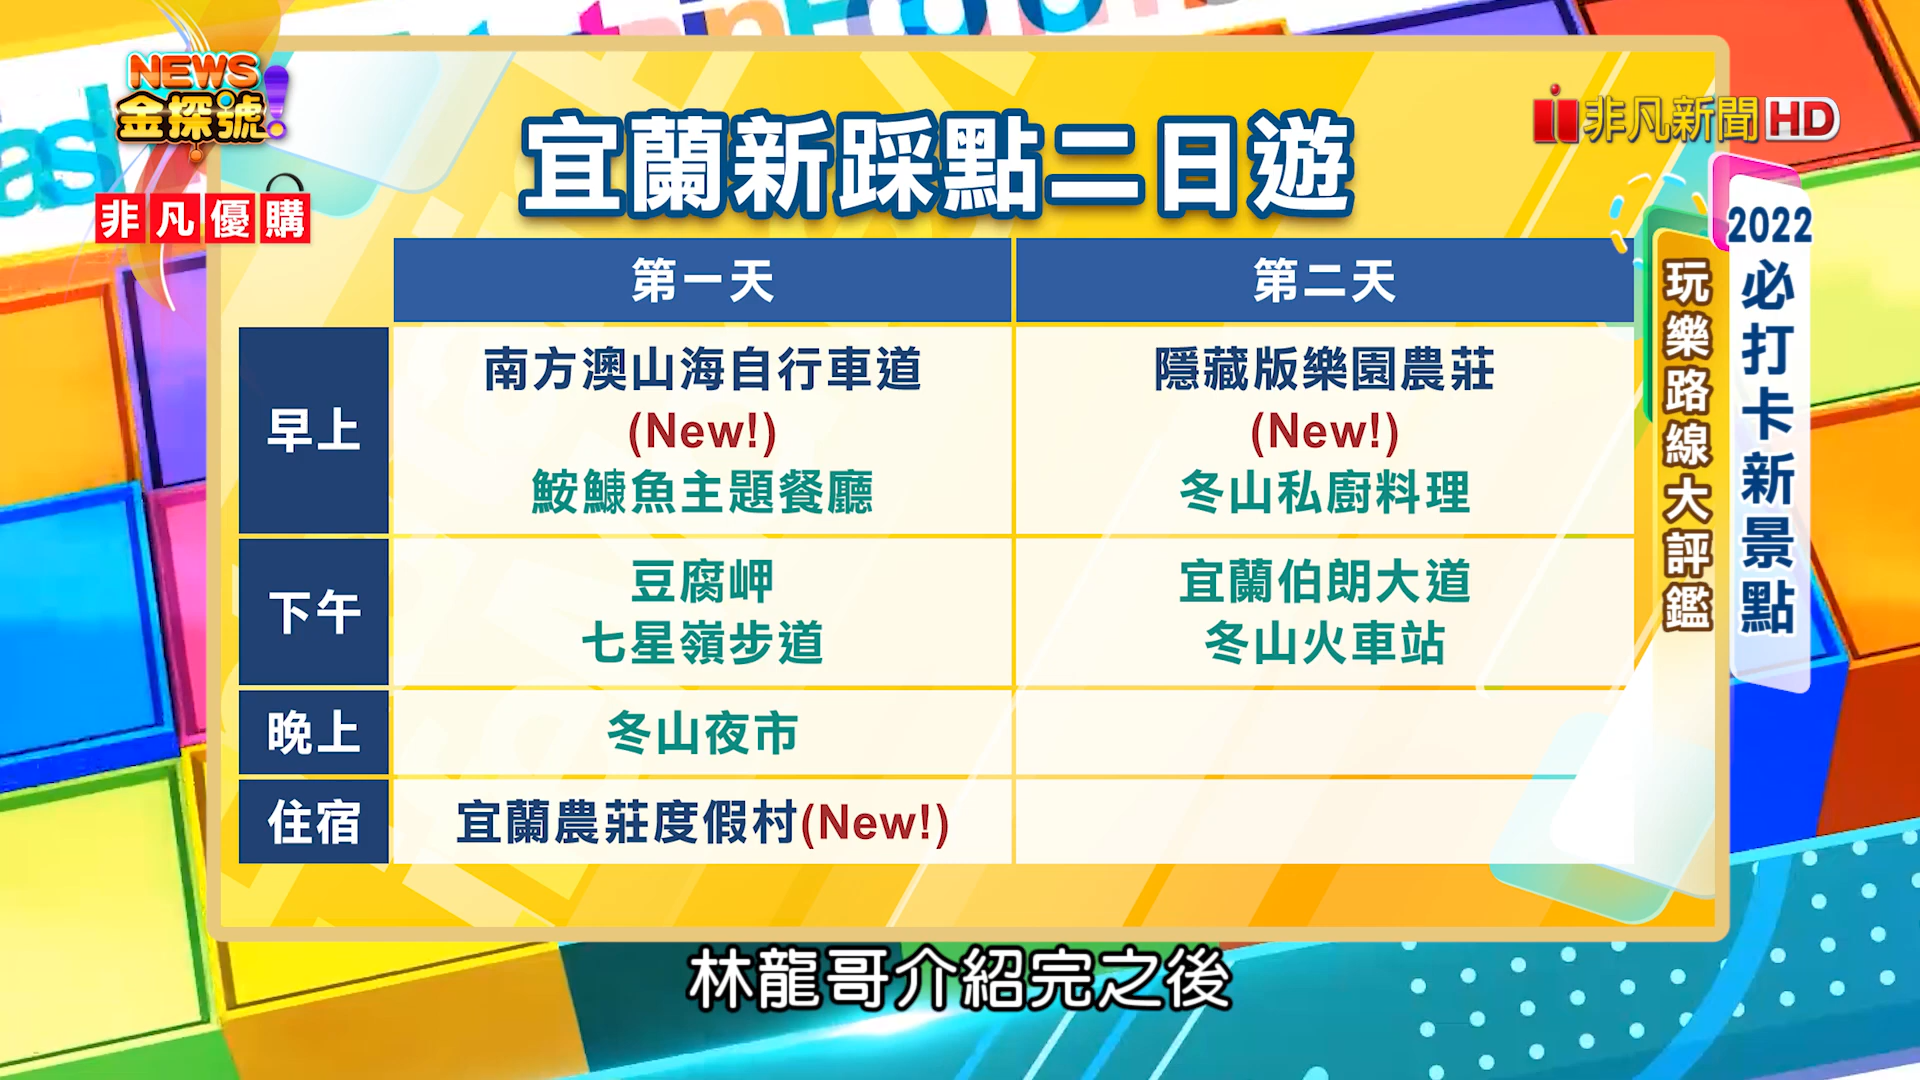 NEWS
金探號!
非凡優購
非凡新聞HD
宜蘭新踩點二日遊
第一天
第二天
早上
南方澳山海自行車道
(New!)
鮟鱇魚主題餐廳
隱藏版樂園農莊
(New!)
冬山私廚料理
下午
豆腐岬
七星嶺步道
宜蘭伯朗大道
冬山火車站
晚上
冬山夜市
住宿
宜蘭農莊度假村(New!)
2022必打卡新景點
玩樂路線大評鑑
林龍哥介紹完之後